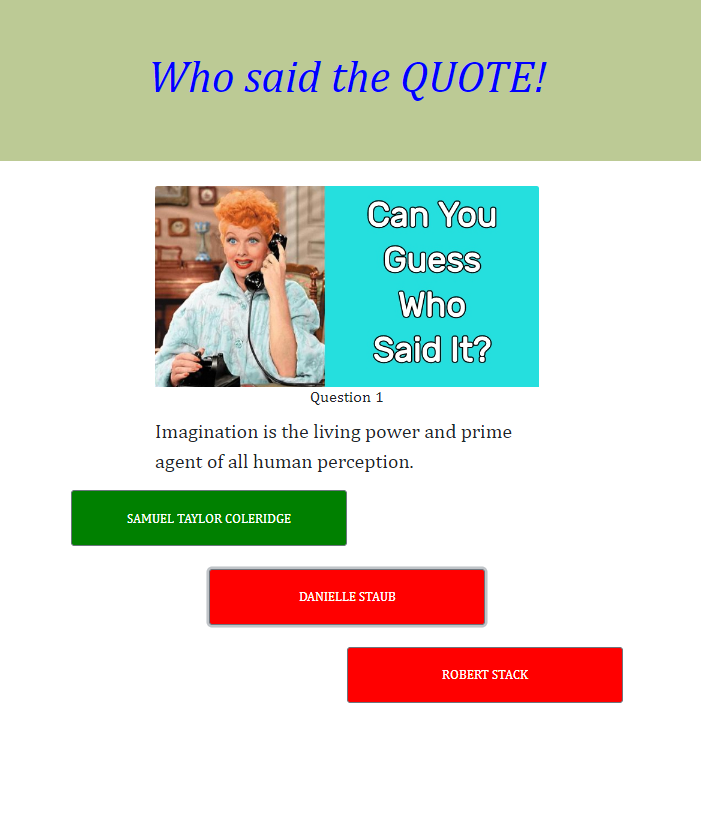 Who said the QUOTE!
Can You
Guess
Who
Said It?
Question 1
Imagination is the living power and prime
agent of all human perception.
SAMUEL TAYLOR COLERIDGE
DANIELLE STAUB
ROBERT STACK